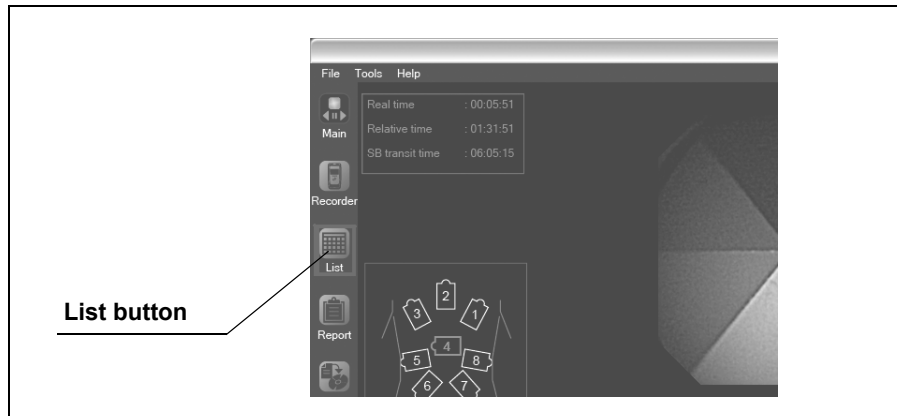 File Tools Help
Real time : 00:05:51
Relative time : 01:31:51
SB transit time : 06:05:15
Main
Recorder
List
List button
Report
2
3
1
4
5
8
6
7